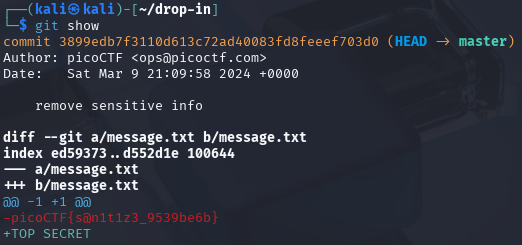 ┌──(kali㉿kali)-[~/drop-in]
└─$ git show
commit 3899edb7f3110d613c72ad40083fd8feeef703d0 (HEAD -> master)
Author: picoCTF <ops@picoctf.com>
Date:   Sat Mar 9 21:09:58 2024 +0000

    remove sensitive info

diff --git a/message.txt b/message.txt
index ed59373..d552d1e 100644
--- a/message.txt
+++ b/message.txt
@@ -1 +1 @@
-picoCTF{s@n1t1z3_9539be6b}
+TOP SECRET